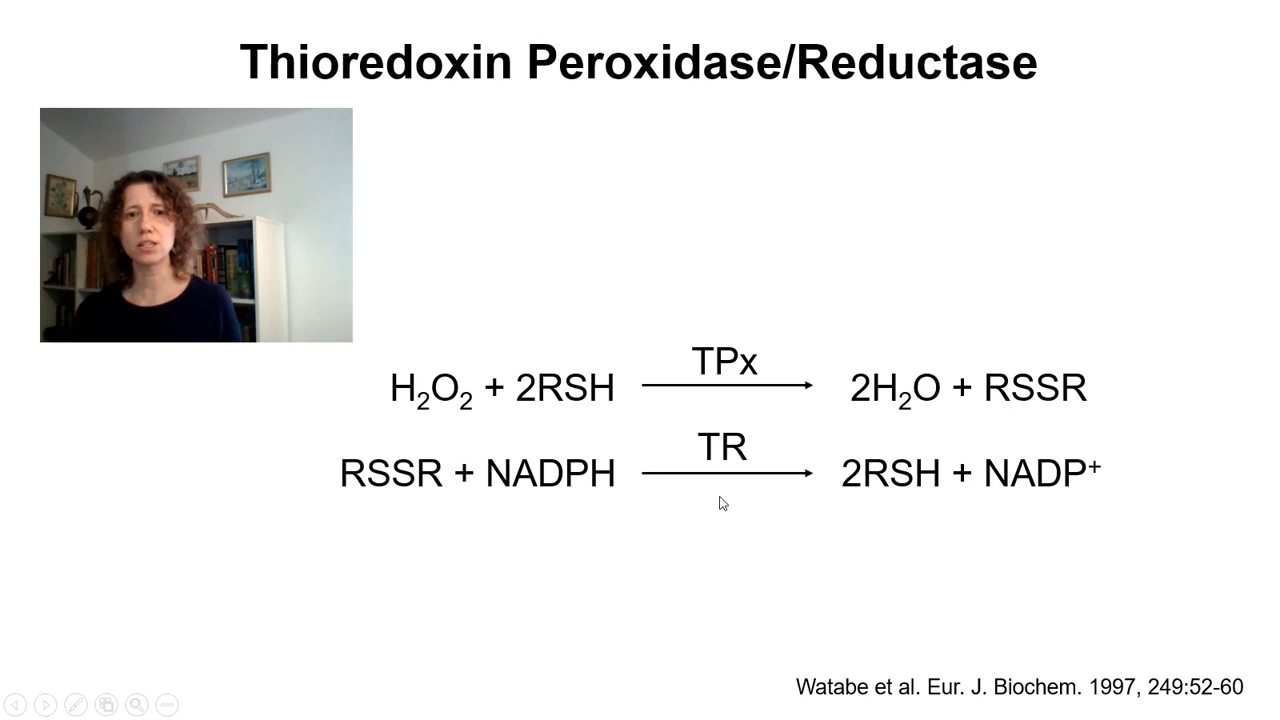 Thioredoxin Peroxidase/Reductase
TPx
H₂O₂ + 2RSH 2H₂O + RSSR
TR
RSSR + NADPH 2RSH + NADP⁺
Watabe et al. Eur. J. Biochem. 1997, 249:52-60